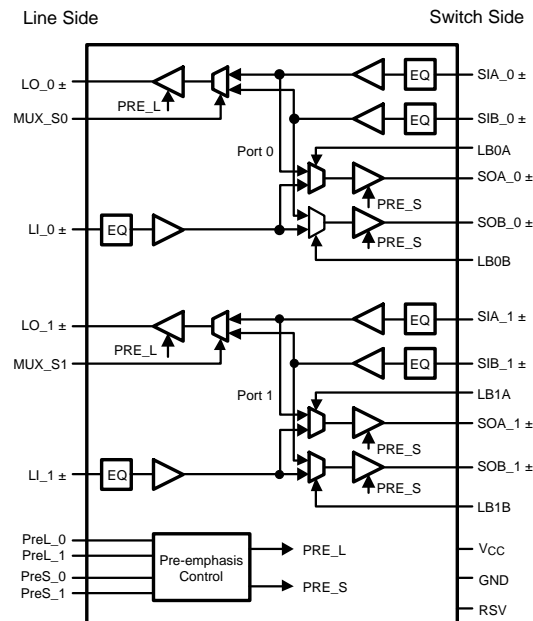 Line Side
Switch Side
LO_0 ±
EQ
SIA_0 ±
PRE_L
MUX_S0
EQ
SIB_0 ±
Port 0
LB0A
SOA_0 ±
PRE_S
LI_0 ±
EQ
SOB_0 ±
PRE_S
LB0B
LO_1 ±
EQ
SIA_1 ±
PRE_L
MUX_S1
EQ
SIB_1 ±
Port 1
LB1A
SOA_1 ±
PRE_S
LI_1 ±
EQ
SOB_1 ±
PRE_S
LB1B
PreL_0
PreL_1
PreS_0
PreS_1
Pre-emphasis
Control
PRE_L
PRE_S
VCC
GND
RSV